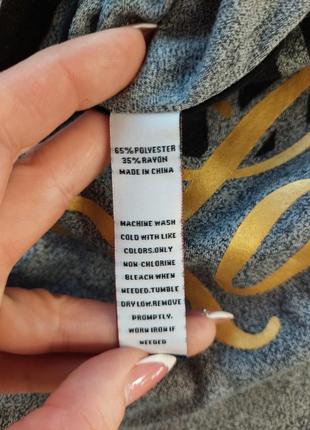 65%POLYESTER
35%RAYON
MADE IN CHINA
MACHINE WASH
COLD WITH LIKE
COLORS.ONLY
NON-CHLORINE
BLEACH WHEN
NEEDED.TUMBLE
DRY LOW.REMOVE
PROMPTLY.
WORN IRON IF
NEEDED